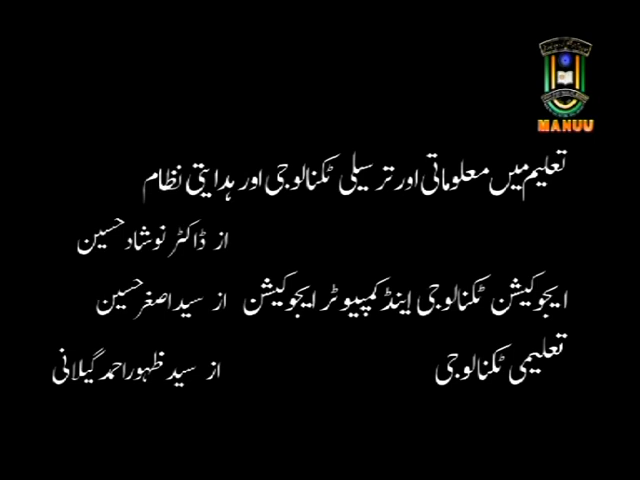 MANUU
تعلیم میں معلوماتی اور ترسیلی ٹکنالوجی اور ہدایتی نظام
از ڈاکٹر نوشاد حسین
ایجوکیشن ٹکنالوجی اینڈ کمپیوٹر ایجوکیشن از سید اصغر حسین
تعلیمی ٹکنالوجی از سید ظہور احمد گیلانی